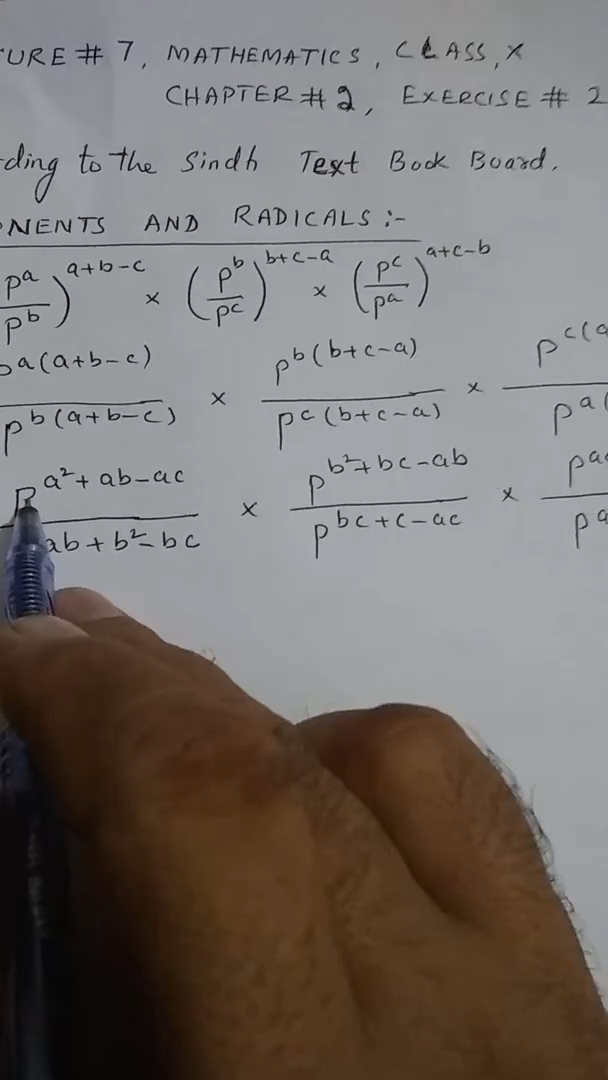 URE # 7, MATHEMATICS, CLASS, X
CHAPTER # 2, EXERCISE # 2
ding to the Sindh Text Book Board.
NENTS AND RADICALS :-
(p^a/p^b)^{a+b-c} × (p^b/p^c)^{b+c-a} × (p^c/p^a)^{a+c-b}
p^{a(a+b-c)}/p^{b(a+b-c)} × p^{b(b+c-a)}/p^{c(b+c-a)} × p^{c(a}/p^{a(}
p^{a²+ab-ac}/^{ab+b²-bc} × p^{b²+bc-ab}/p^{bc+c-ac} × p^{a}/p^{a}